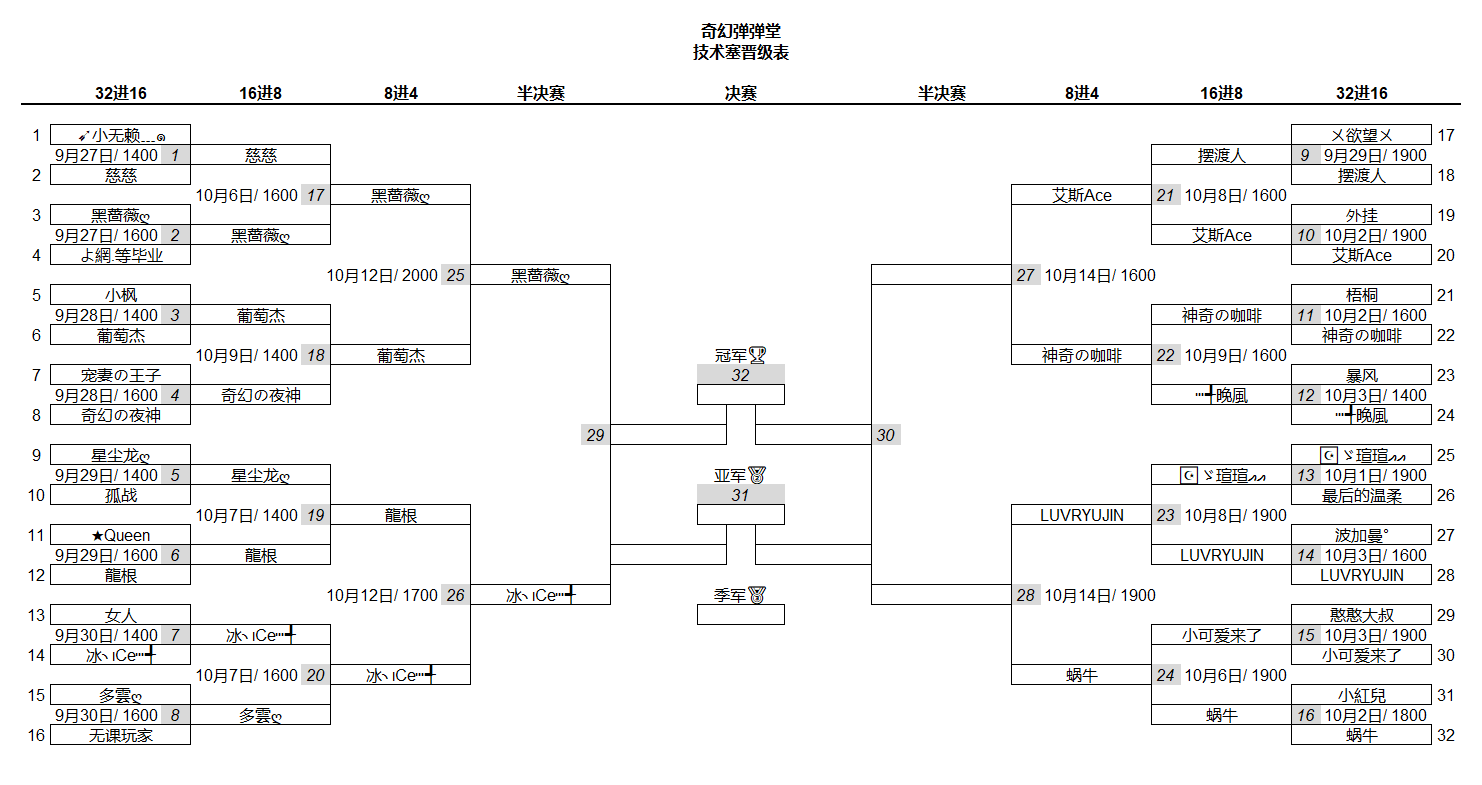 奇幻弹弹堂
技术塞晋级表
32进16 16进8 8进4 半决赛 决赛 半决赛 8进4 16进8 32进16
1 ➶小无赖﹍๑ ㄨ欲望ㄨ 17
9月27日/ 1400 1 慈慈 摆渡人 9 9月29日/ 1900
2 慈慈 摆渡人 18
10月6日/ 1600 17 黑蔷薇ღ 艾斯Ace 21 10月8日/ 1600
3 黑蔷薇ღ 外挂 19
9月27日/ 1600 2 黑蔷薇ღ 艾斯Ace 10 10月2日/ 1900
4 よ網.等毕业 艾斯Ace 20
10月12日/ 2000 25 黑蔷薇ღ 27 10月14日/ 1600
5 小枫 梧桐 21
9月28日/ 1400 3 葡萄杰 神奇の咖啡 11 10月2日/ 1600
6 葡萄杰 神奇の咖啡 22
10月9日/ 1400 18 葡萄杰 冠军🏆 神奇の咖啡 22 10月9日/ 1600
7 宠妻の王子 32 暴风 23
9月28日/ 1600 4 奇幻の夜神 ┉╃晚風 12 10月3日/ 1400
8 奇幻の夜神 ┉╃晚風 24
29 30
9 星尘龙ღ ☪ゞ瑄瑄ᨒ 25
9月29日/ 1400 5 星尘龙ღ 亚军🥈 ☪ゞ瑄瑄ᨒ 13 10月1日/ 1900
10 孤战 31 最后的温柔 26
10月7日/ 1400 19 龍根 LUVRYUJIN 23 10月8日/ 1900
11 ★Queen 波加曼° 27
9月29日/ 1600 6 龍根 LUVRYUJIN 14 10月3日/ 1600
12 龍根 LUVRYUJIN 28
10月12日/ 1700 26 冰ヽıCe┉╃ 季军🥉 28 10月14日/ 1900
13 女人 憨憨大叔 29
9月30日/ 1400 7 冰ヽıCe┉╃ 小可爱来了 15 10月3日/ 1900
14 冰ヽıCe┉╃ 小可爱来了 30
10月7日/ 1600 20 冰ヽıCe┉╃ 蜗牛 24 10月6日/ 1900
15 多雲ღ 小紅兒 31
9月30日/ 1600 8 多雲ღ 蜗牛 16 10月2日/ 1800
16 无课玩家 蜗牛 32